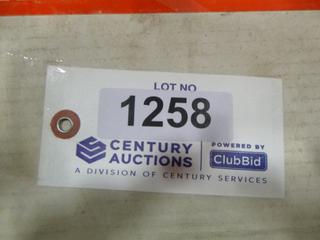 LOT NO
1258
CENTURY
AUCTIONS
POWERED BY
ClubBid
A DIVISION OF CENTURY SERVICES